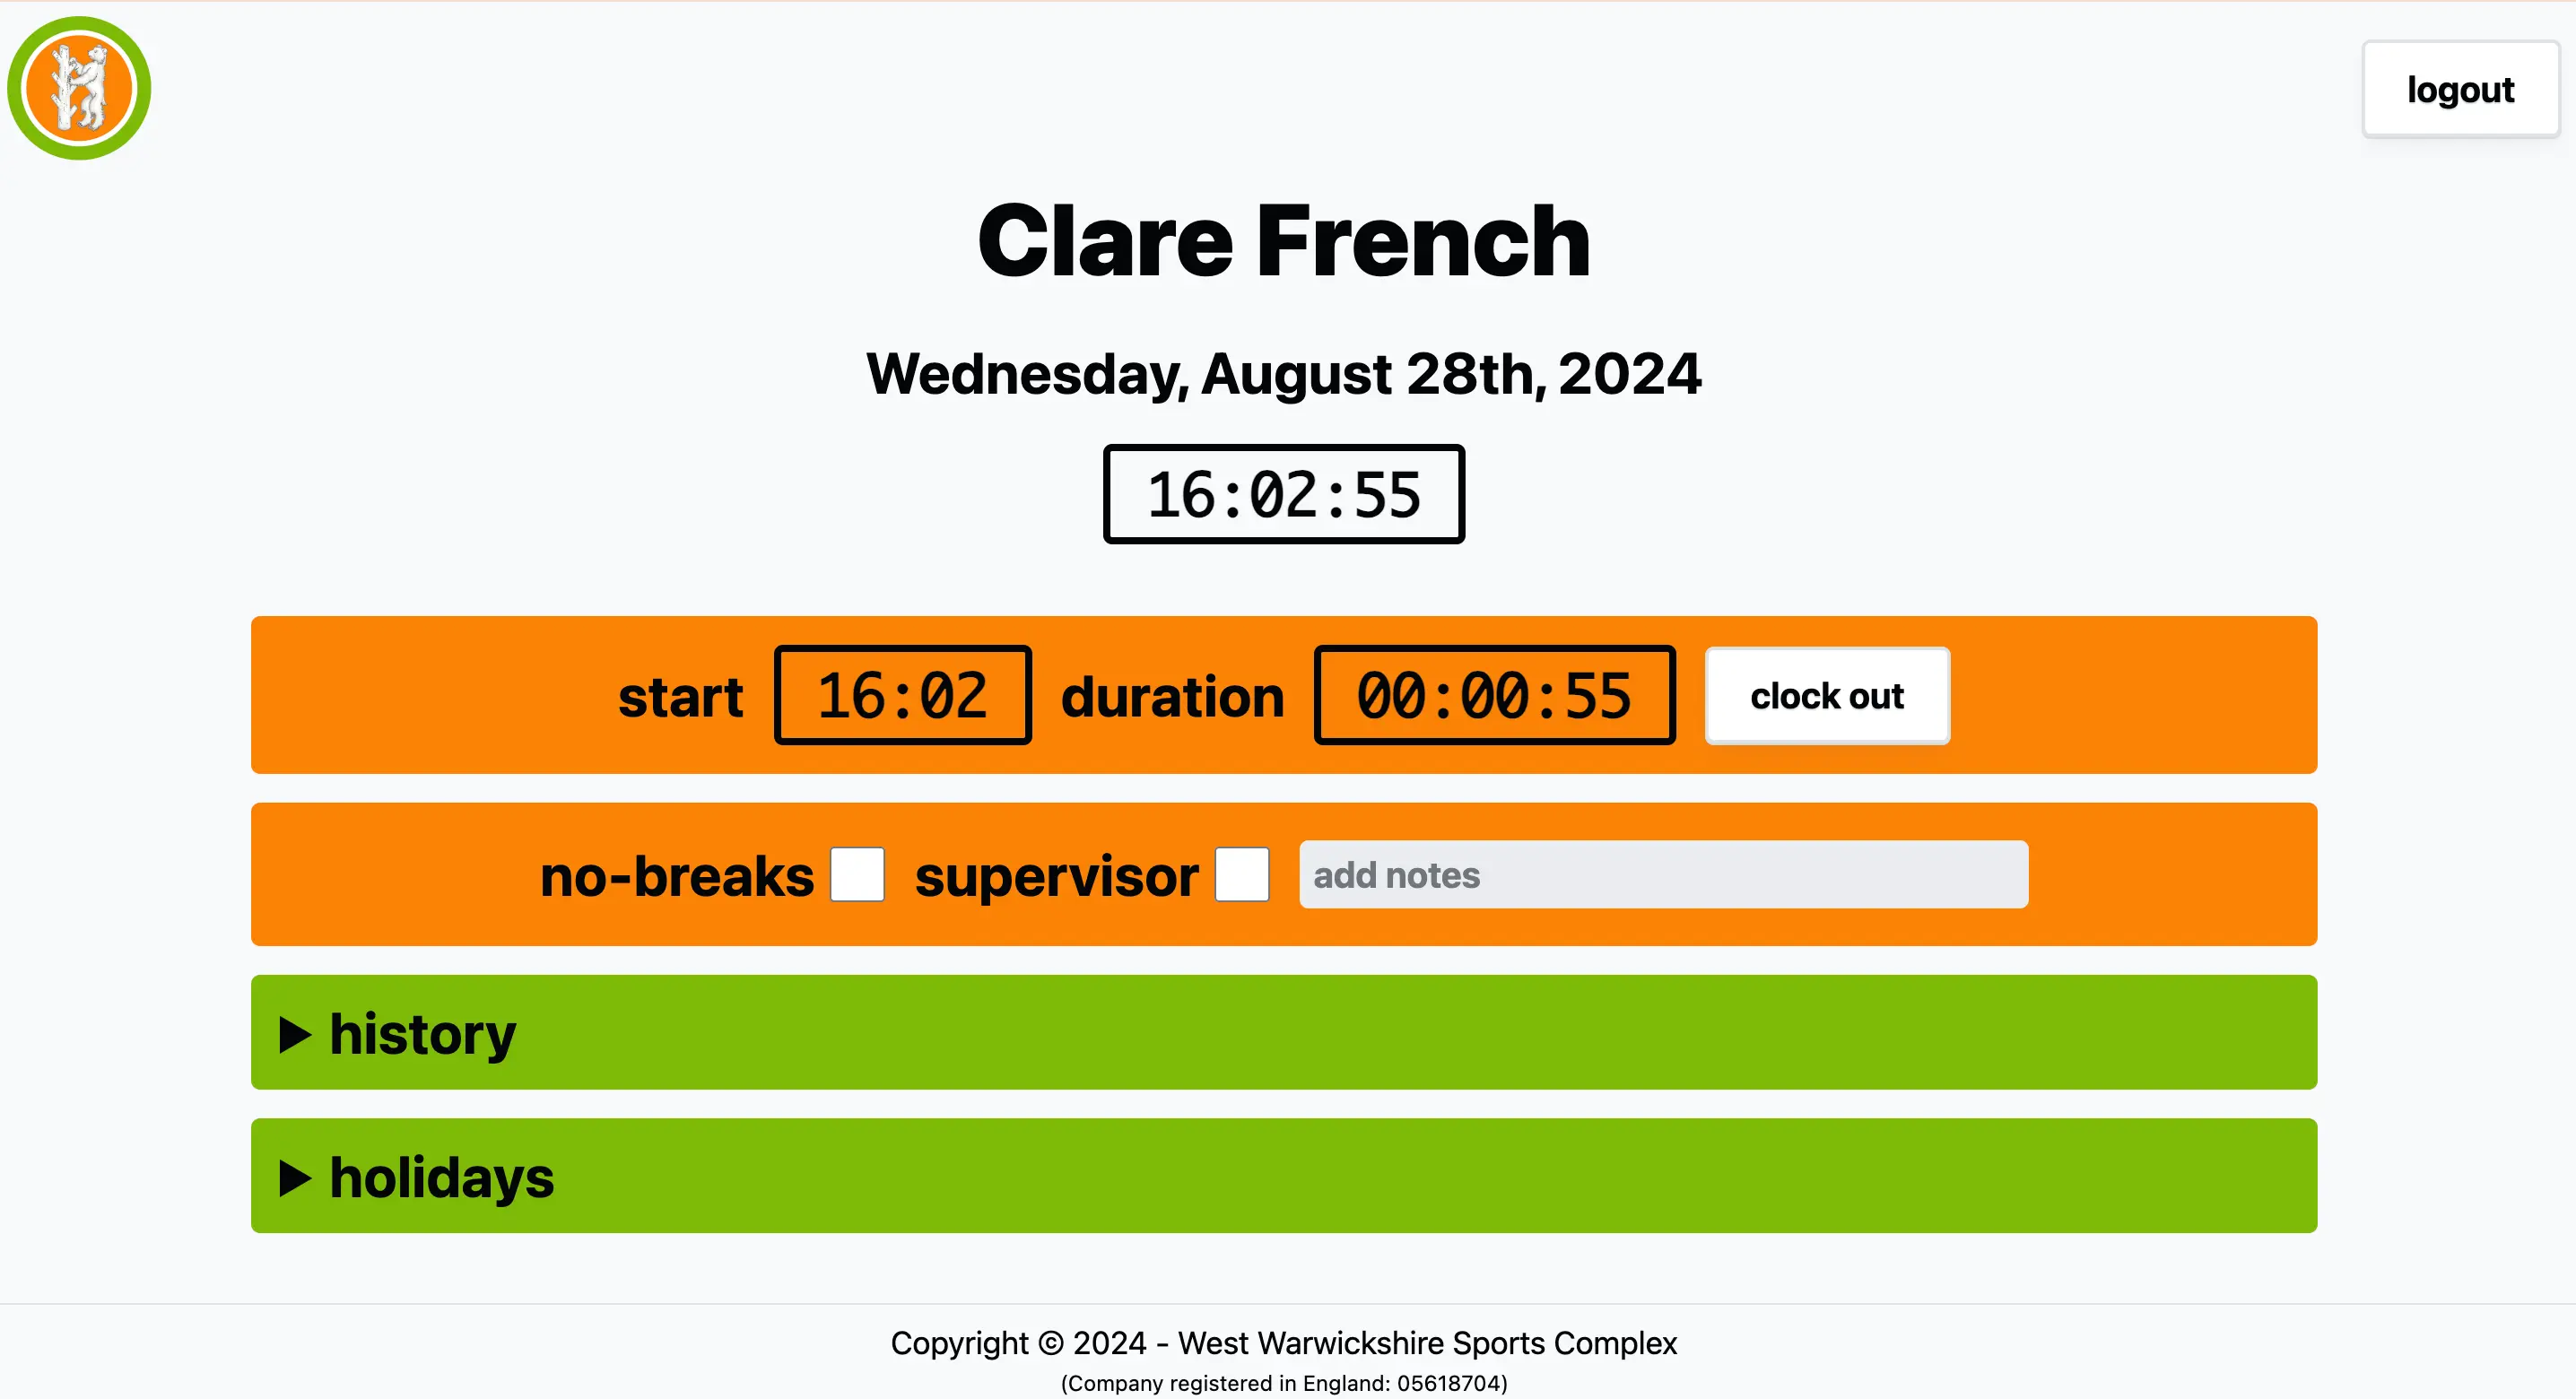 logout
Clare French
Wednesday, August 28th, 2024
16:02:55
start 16:02 duration 00:00:55 clock out
no-breaks supervisor add notes
history
holidays
Copyright © 2024 - West Warwickshire Sports Complex
(Company registered in England: 05618704)